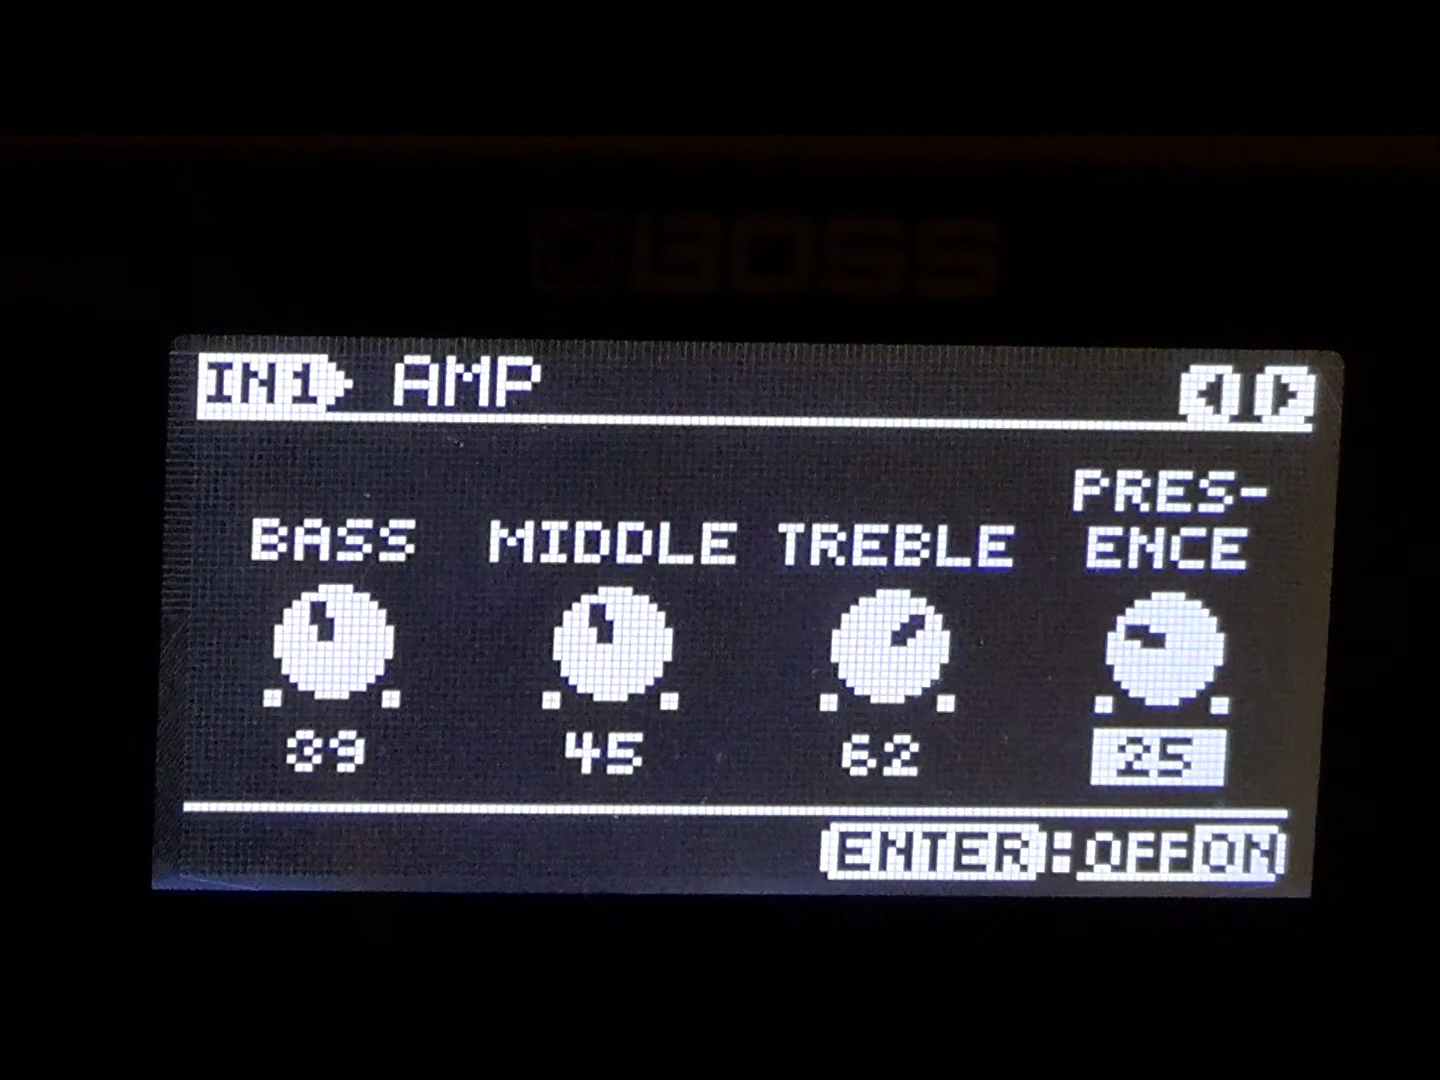 BOSS
IN1 AMP
PRES-
BASS MIDDLE TREBLE ENCE
39 45 62 25
ENTER:OFF ON